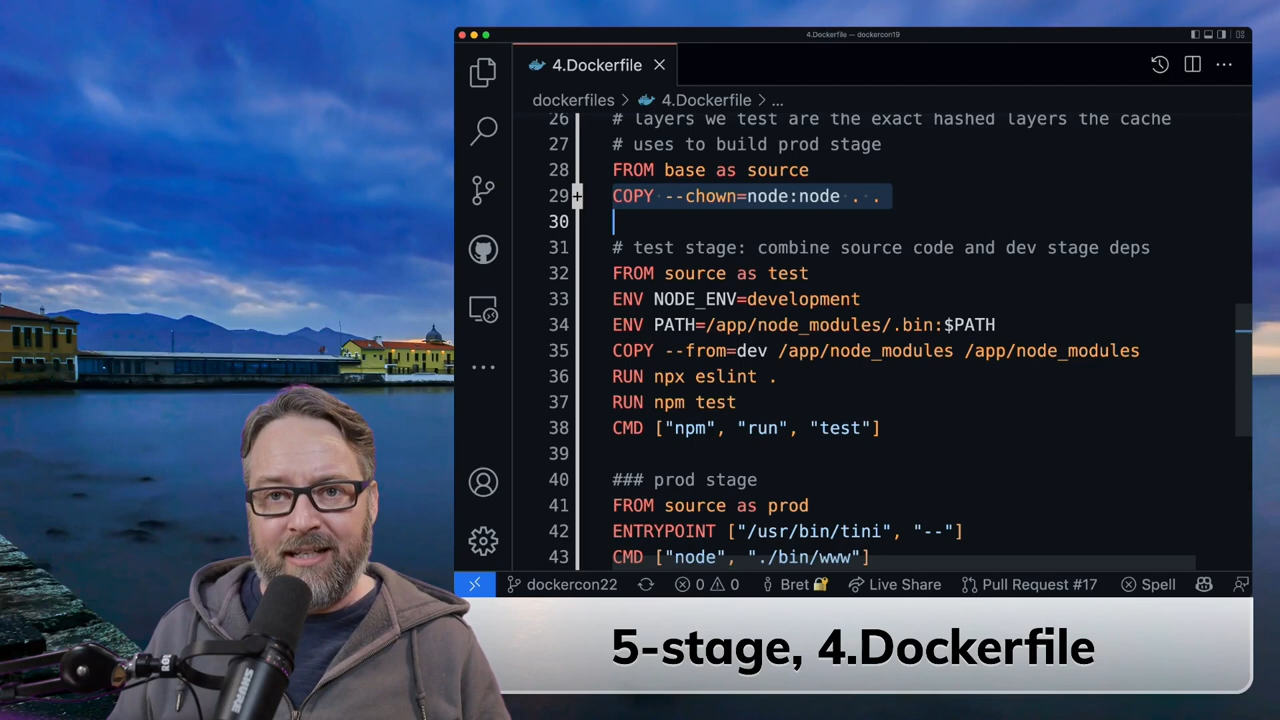 4.Dockerfile — dockercon19
4.Dockerfile
dockerfiles > 4.Dockerfile > ...
26 # layers we test are the exact hashed layers the cache
27 # uses to build prod stage
28 FROM base as source
29 COPY --chown=node:node . .
30
31 # test stage: combine source code and dev stage deps
32 FROM source as test
33 ENV NODE_ENV=development
34 ENV PATH=/app/node_modules/.bin:$PATH
35 COPY --from=dev /app/node_modules /app/node_modules
36 RUN npx eslint .
37 RUN npm test
38 CMD ["npm", "run", "test"]
39
40 ### prod stage
41 FROM source as prod
42 ENTRYPOINT ["/usr/bin/tini", "--"]
43 CMD ["node", "./bin/www"]
dockercon22 0 0 Bret Live Share Pull Request #17 Spell
5-stage, 4.Dockerfile
SHURE
RØDE